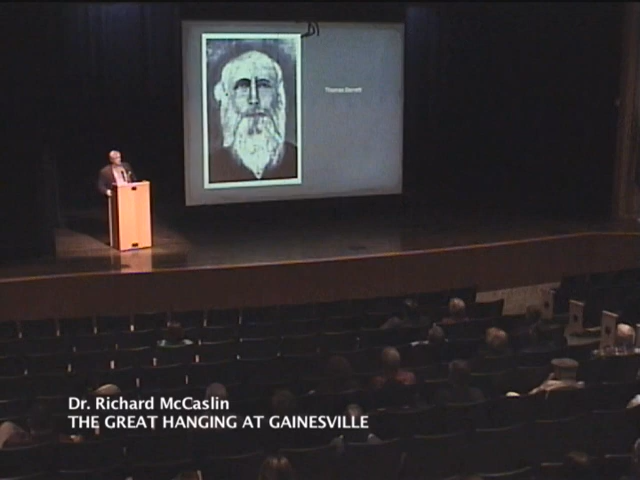 Thomas Barrett
Dr. Richard McCaslin
THE GREAT HANGING AT GAINESVILLE